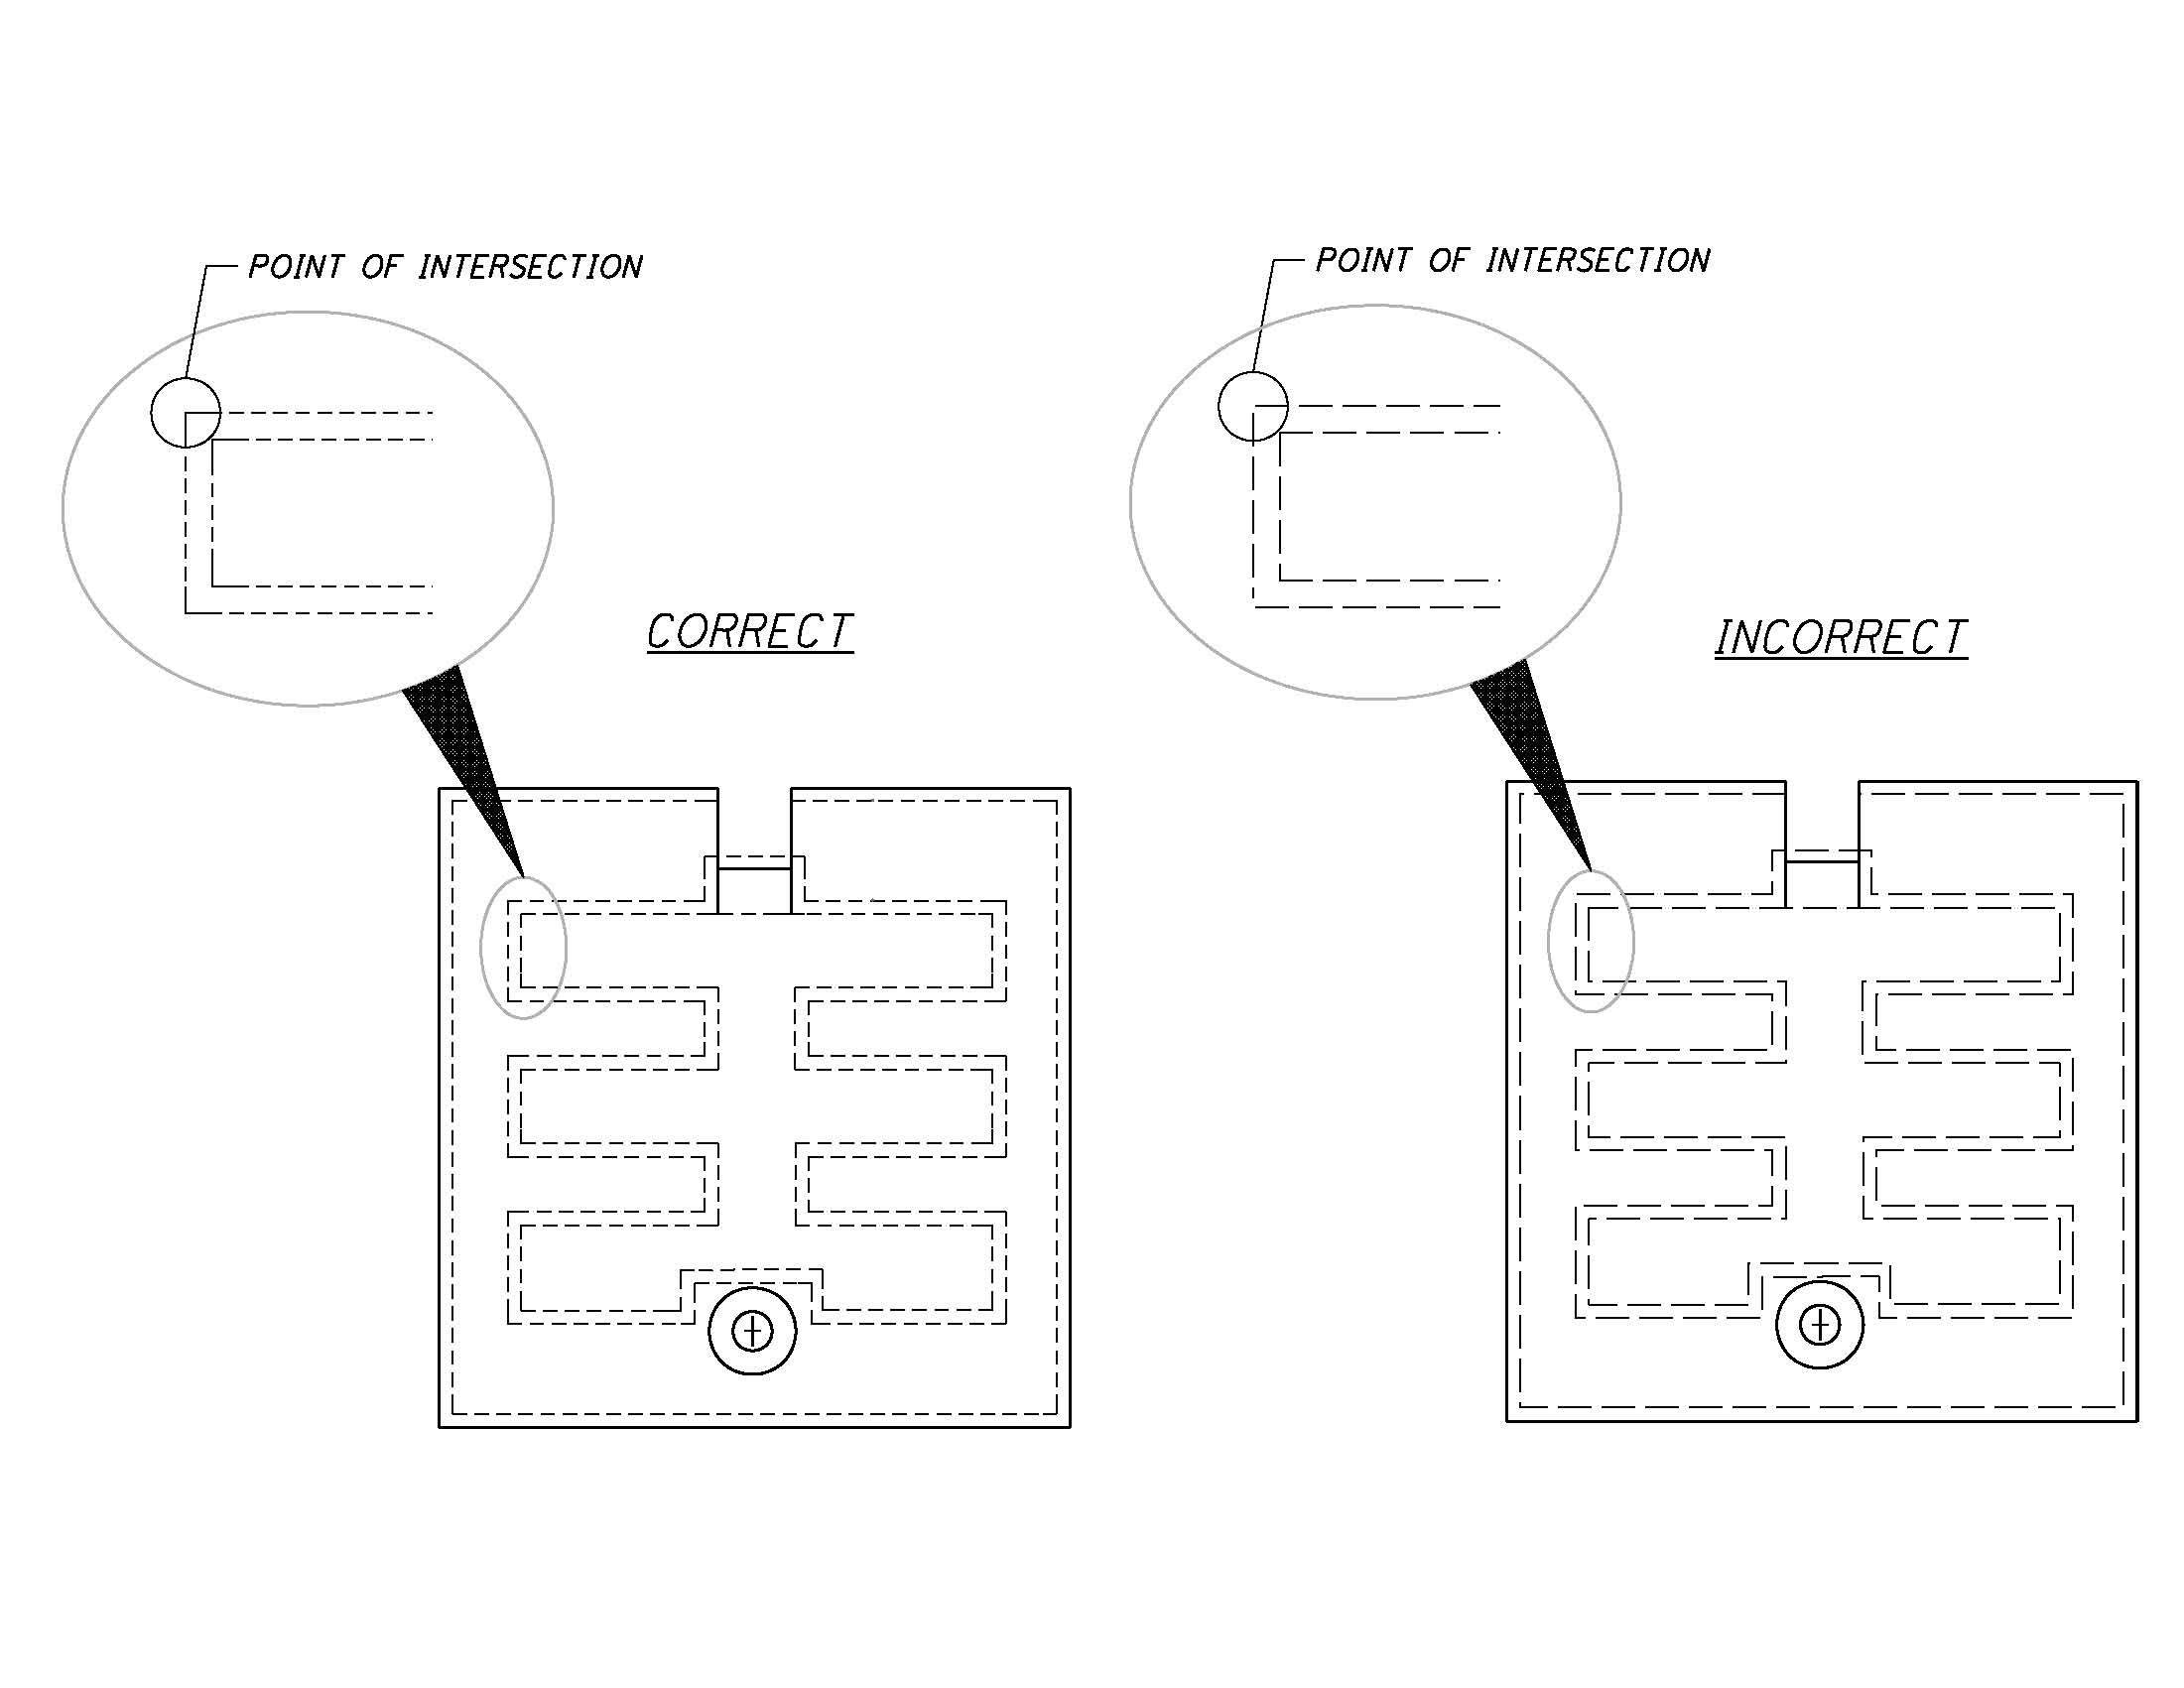 POINT OF INTERSECTION
POINT OF INTERSECTION
CORRECT
INCORRECT